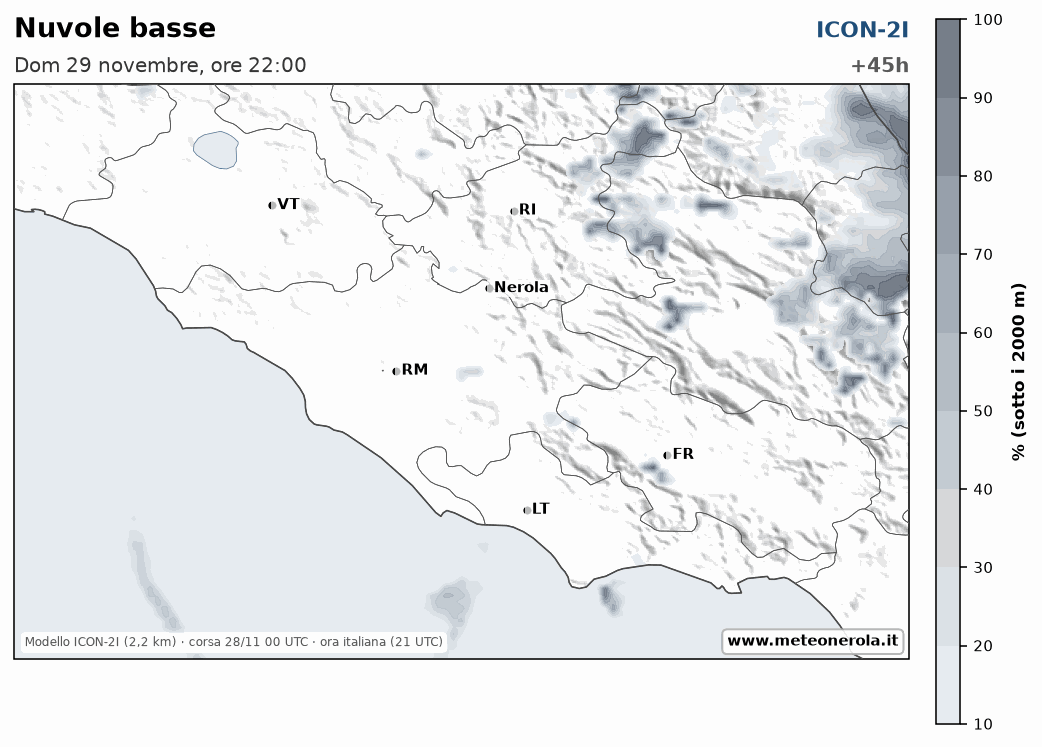 Nuvole basse
ICON-2I
Dom 29 novembre, ore 22:00
+45h
VT
RI
Nerola
RM
FR
LT
Modello ICON-2I (2,2 km) · corsa 28/11 00 UTC · ora italiana (21 UTC)
www.meteonerola.it
100
90
80
70
60
50
40
30
20
10
% (sotto i 2000 m)